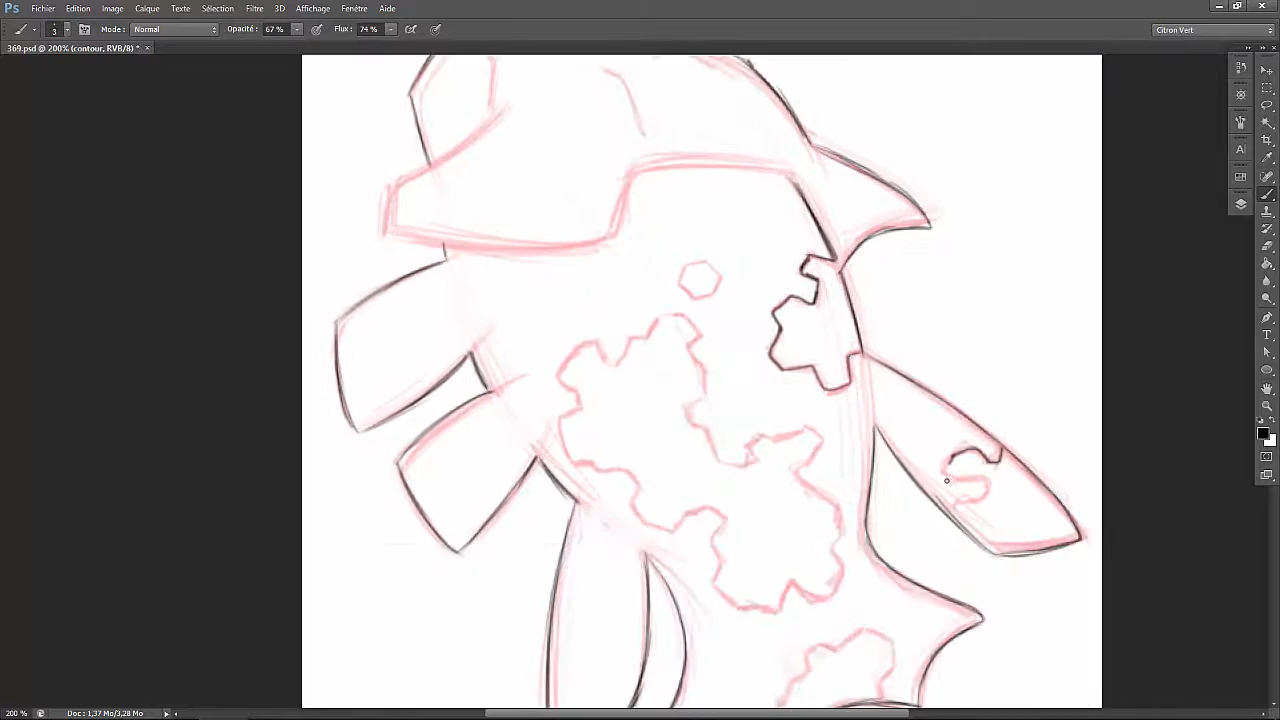 Ps Fichier Edition Image Calque Texte Sélection Filtre 3D Affichage Fenêtre Aide
3 Mode : Normal Opacité : 67 % Flux : 74 % Citron Vert
369.psd @ 200% (contour, RVB/8) * ×
200 % Doc : 1,37 Mo/3,28 Mo